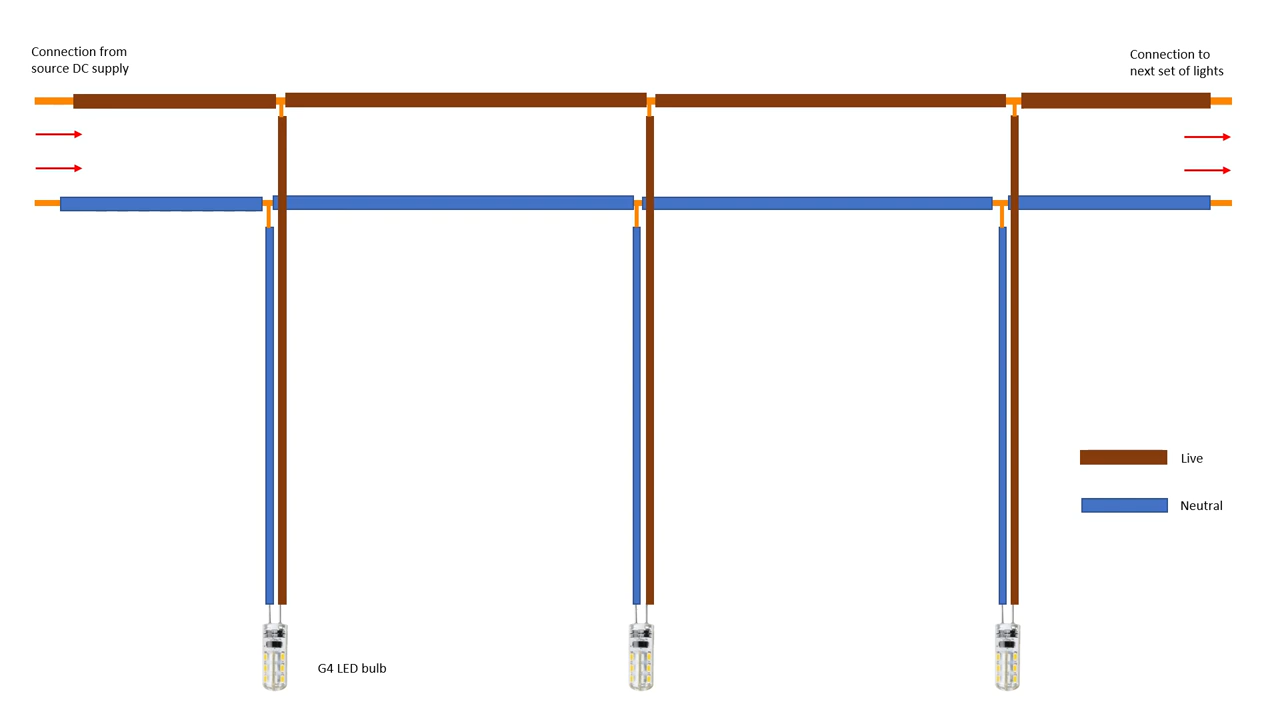 Connection from
source DC supply
Connection to
next set of lights
Live
Neutral
G4 LED bulb